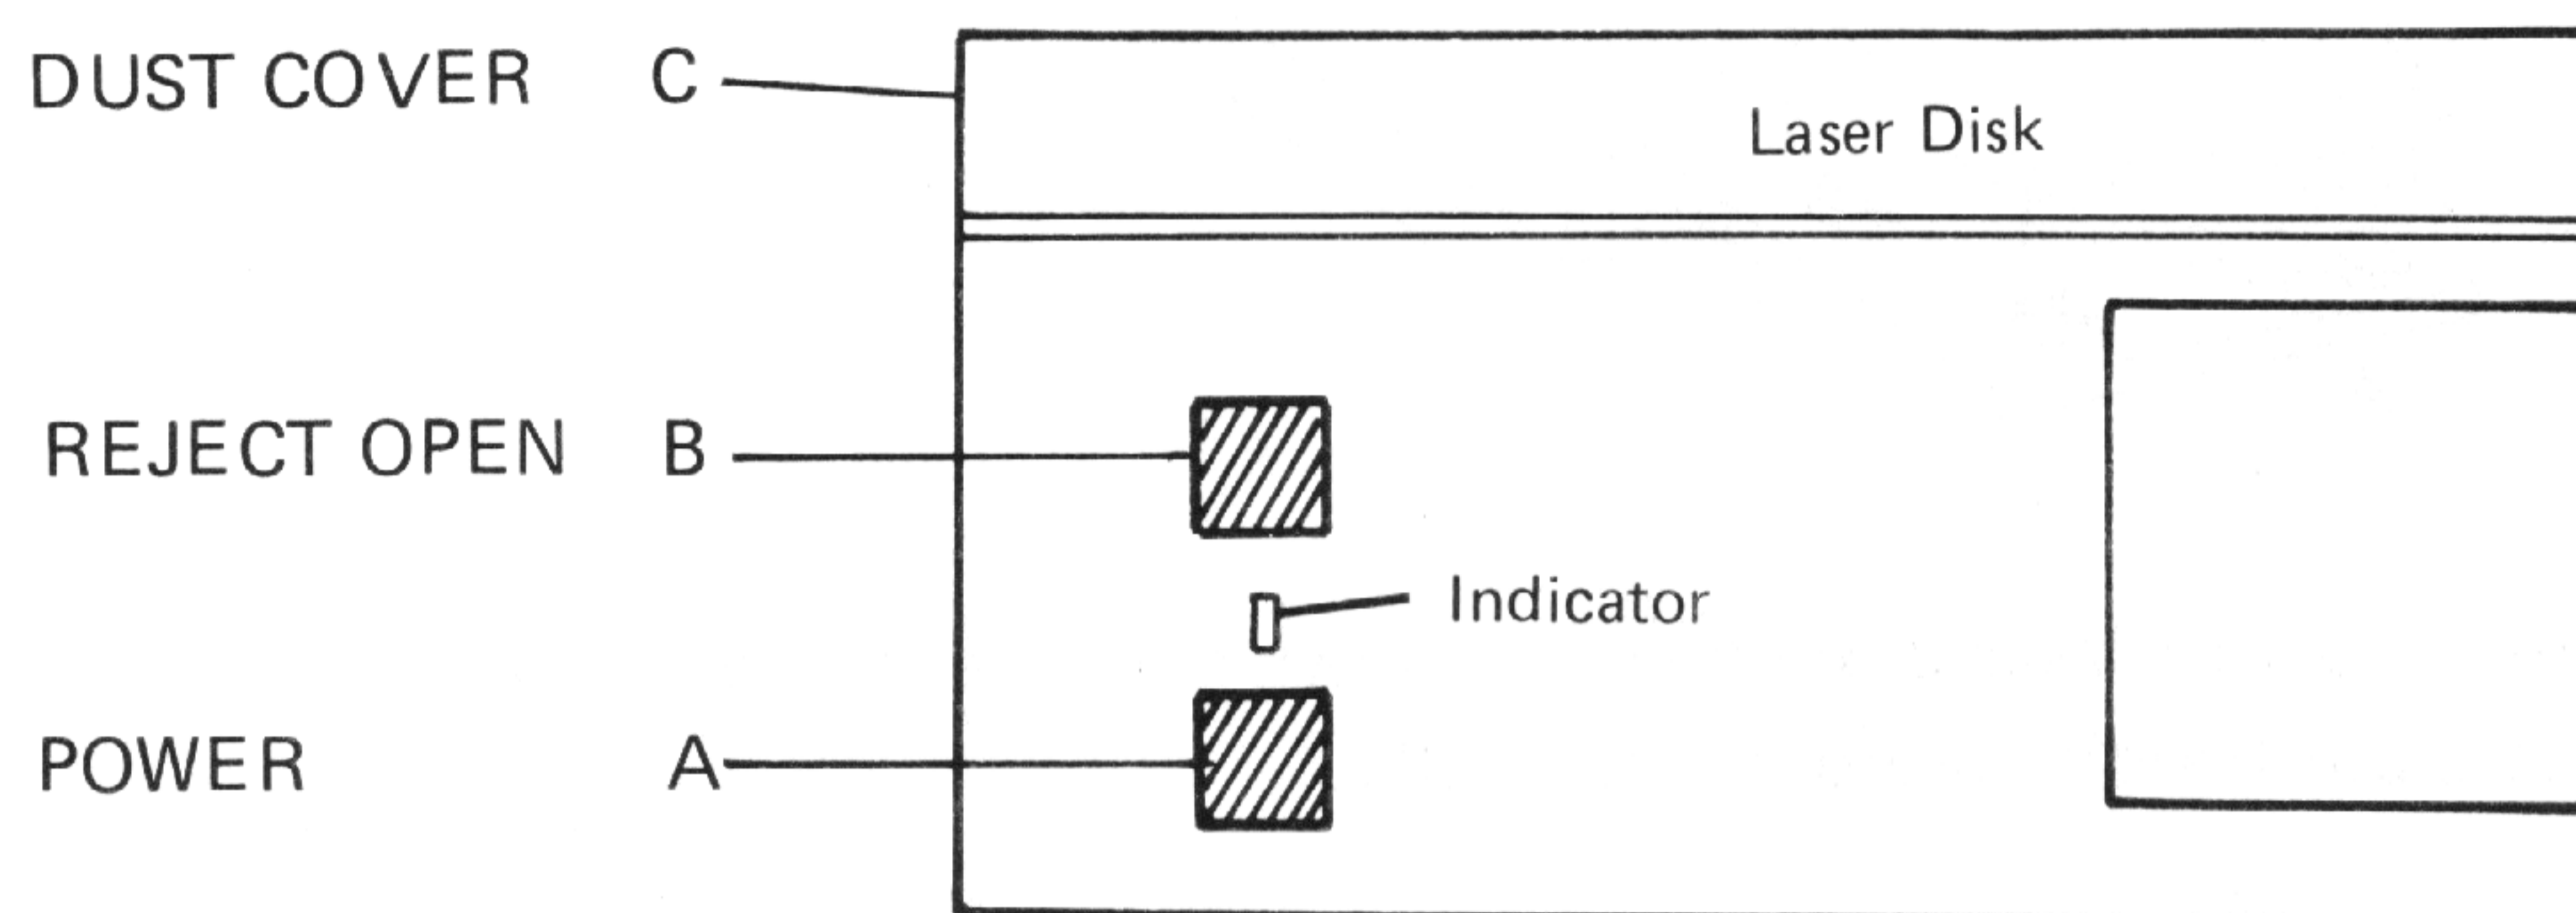 DUST COVER C
Laser Disk
REJECT OPEN B
Indicator
POWER A